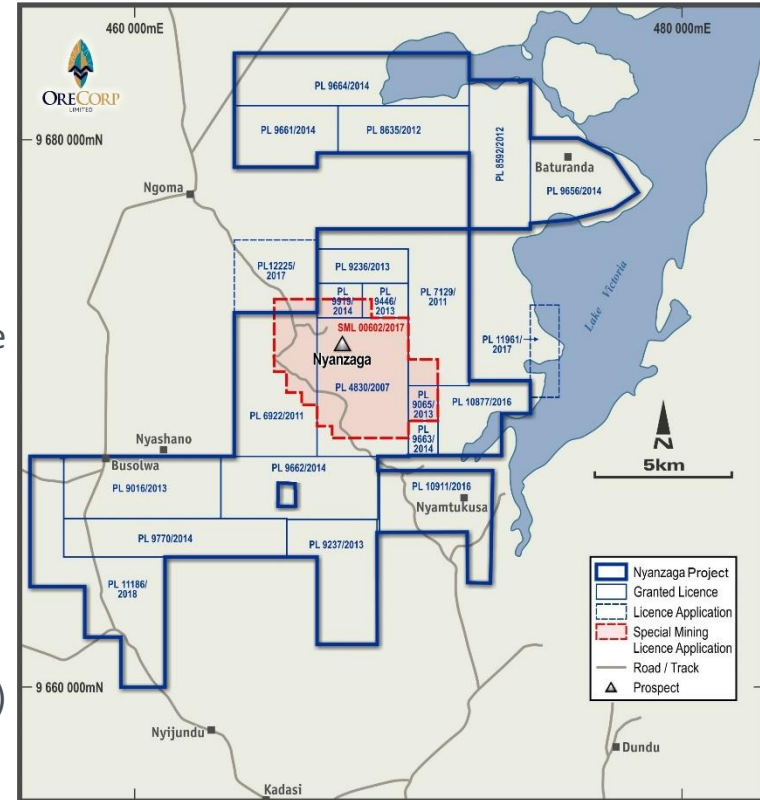 460 000mE
480 000mE
ORECORP
LIMITED
PL 9664/2014
9 680 000mN
PL 9661/2014
PL 8635/2012
PL 8592/2012
Baturanda
PL 9656/2014
Ngoma
PL12225/
2017
PL 9236/2013
PL 7129/
2011
PL
9919/
2014
PL
9446/
2013
Lake Victoria
SML 00602/2017
PL 11961/
2017
e
Nyanzaga
PL 4830/2007
PL 6922/2011
PL
9065/
2013
PL 10877/2016
PL
9663/
2014
N
5km
Nyashano
Busolwa
PL 9662/2014
PL 9016/2013
PL 10911/2016
Nyamtukusa
PL 9770/2014
PL 9237/2013
PL 11186/
2018
Nyanzaga Project
Granted Licence
Licence Application
Special Mining
Licence Application
Road / Track
Prospect
9 660 000mN
)
Nyijundu
Dundu
Kadasi